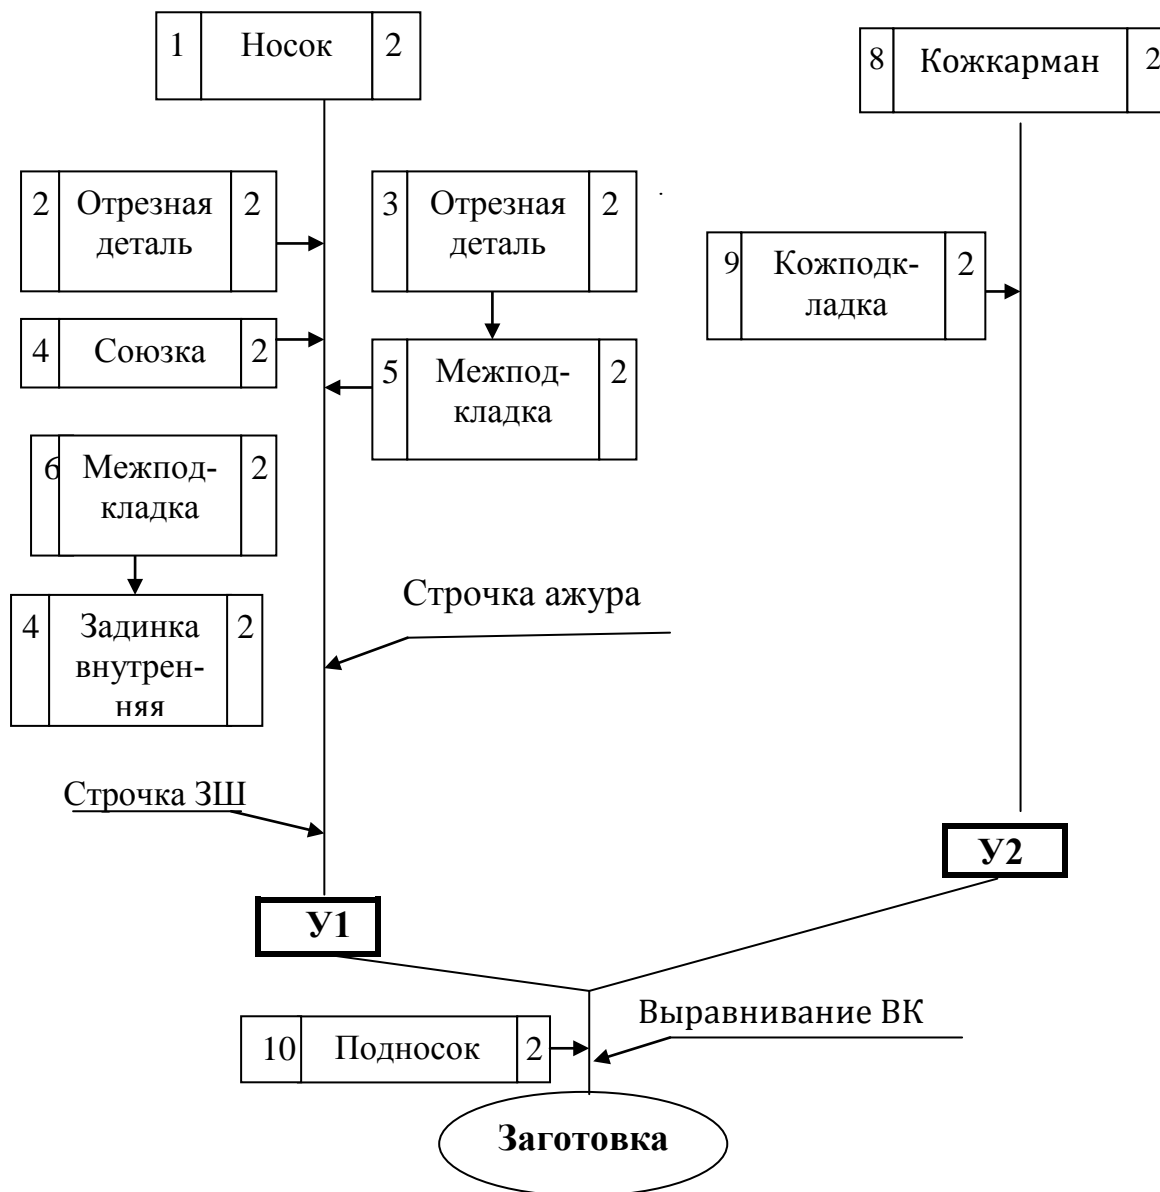 1 Носок 2
8 Кожкарман 2
2 Отрезная 2
деталь
3 Отрезная 2
деталь
9 Кожподк- 2
ладка
4 Союзка 2
5 Межпод- 2
кладка
6 Межпод- 2
кладка
4 Задинка 2
внутрен-
няя
Строчка ажура
Строчка ЗШ
У2
У1
Выравнивание ВК
10 Подносок 2
Заготовка